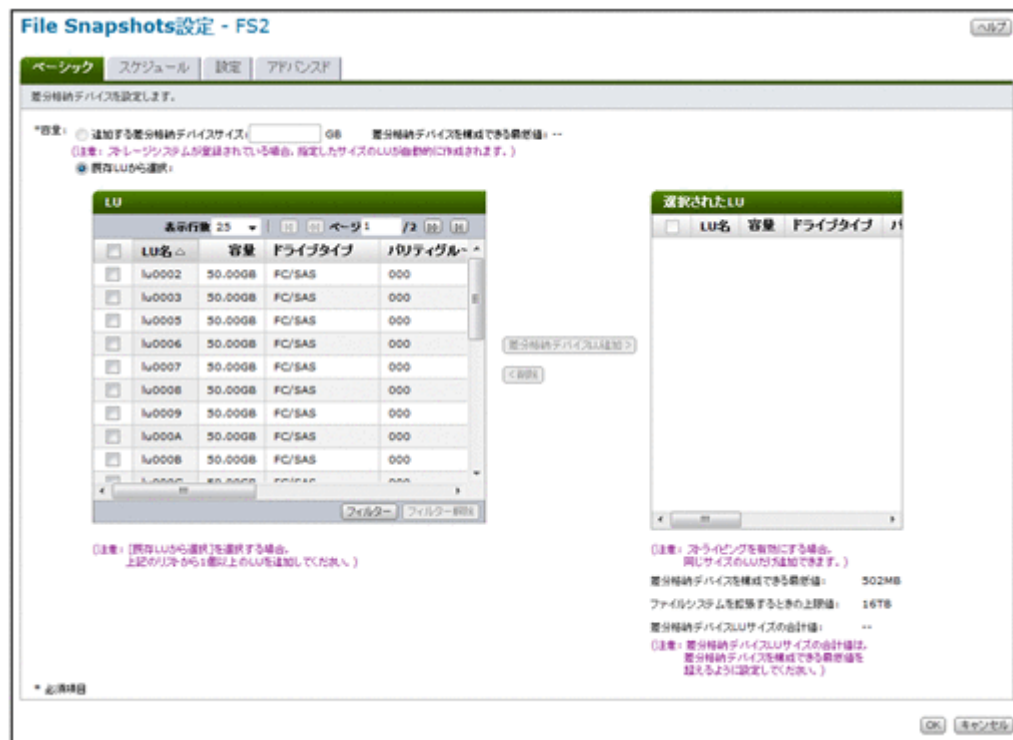 File Snapshots設定 - FS2
ヘルプ
ベーシック スケジュール 設定 アドバンスド
差分格納デバイスを設定します。
*容量: 追加する差分格納デバイスサイズ: GB 差分格納デバイスを構成できる最低値: --
(注意: ストレージシステムが登録されている場合、指定したサイズのLUが自動的に作成されます。)
既存LUから選択:
LU
表示行数 25 ページ 1 /2
LU名 容量 ドライブタイプ パリティグルー
lu0002 50.00GB FC/SAS 000
lu0003 50.00GB FC/SAS 000
lu0005 50.00GB FC/SAS 000
lu0006 50.00GB FC/SAS 000
lu0007 50.00GB FC/SAS 000
lu0008 50.00GB FC/SAS 000
lu0009 50.00GB FC/SAS 000
lu000A 50.00GB FC/SAS 000
lu000B 50.00GB FC/SAS 000
lu000C 50.00GB FC/SAS 000
フィルター フィルター解除
(注意: [既存LUから選択]を選択する場合、
上記のリストから1個以上のLUを追加してください。)
差分格納デバイスLU追加 >
< 削除
選択されたLU
LU名 容量 ドライブタイプ パ
(注意: ストライピングを有効にする場合、
同じサイズのLUだけ追加できます。)
差分格納デバイスを構成できる最低値: 502MB
ファイルシステムを拡張するときの上限値: 16TB
差分格納デバイスLUサイズの合計値: --
(注意: 差分格納デバイスLUサイズの合計値は、
差分格納デバイスを構成できる最低値を
超えるように設定してください。)
* 必須項目
OK キャンセル